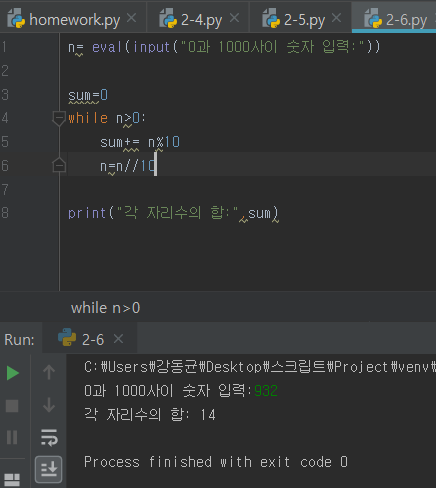 homework.py 2-4.py 2-5.py 2-6.py
1 n= eval(input("0과 1000사이 숫자 입력:"))
2
3 sum=0
4 while n>0:
5 sum+= n%10
6 n=n//10
7
8 print("각 자리수의 합:",sum)
while n>0
Run: 2-6
C:\Users\강동균\Desktop\스크립트\Project\venv\
0과 1000사이 숫자 입력:932
각 자리수의 합: 14
Process finished with exit code 0